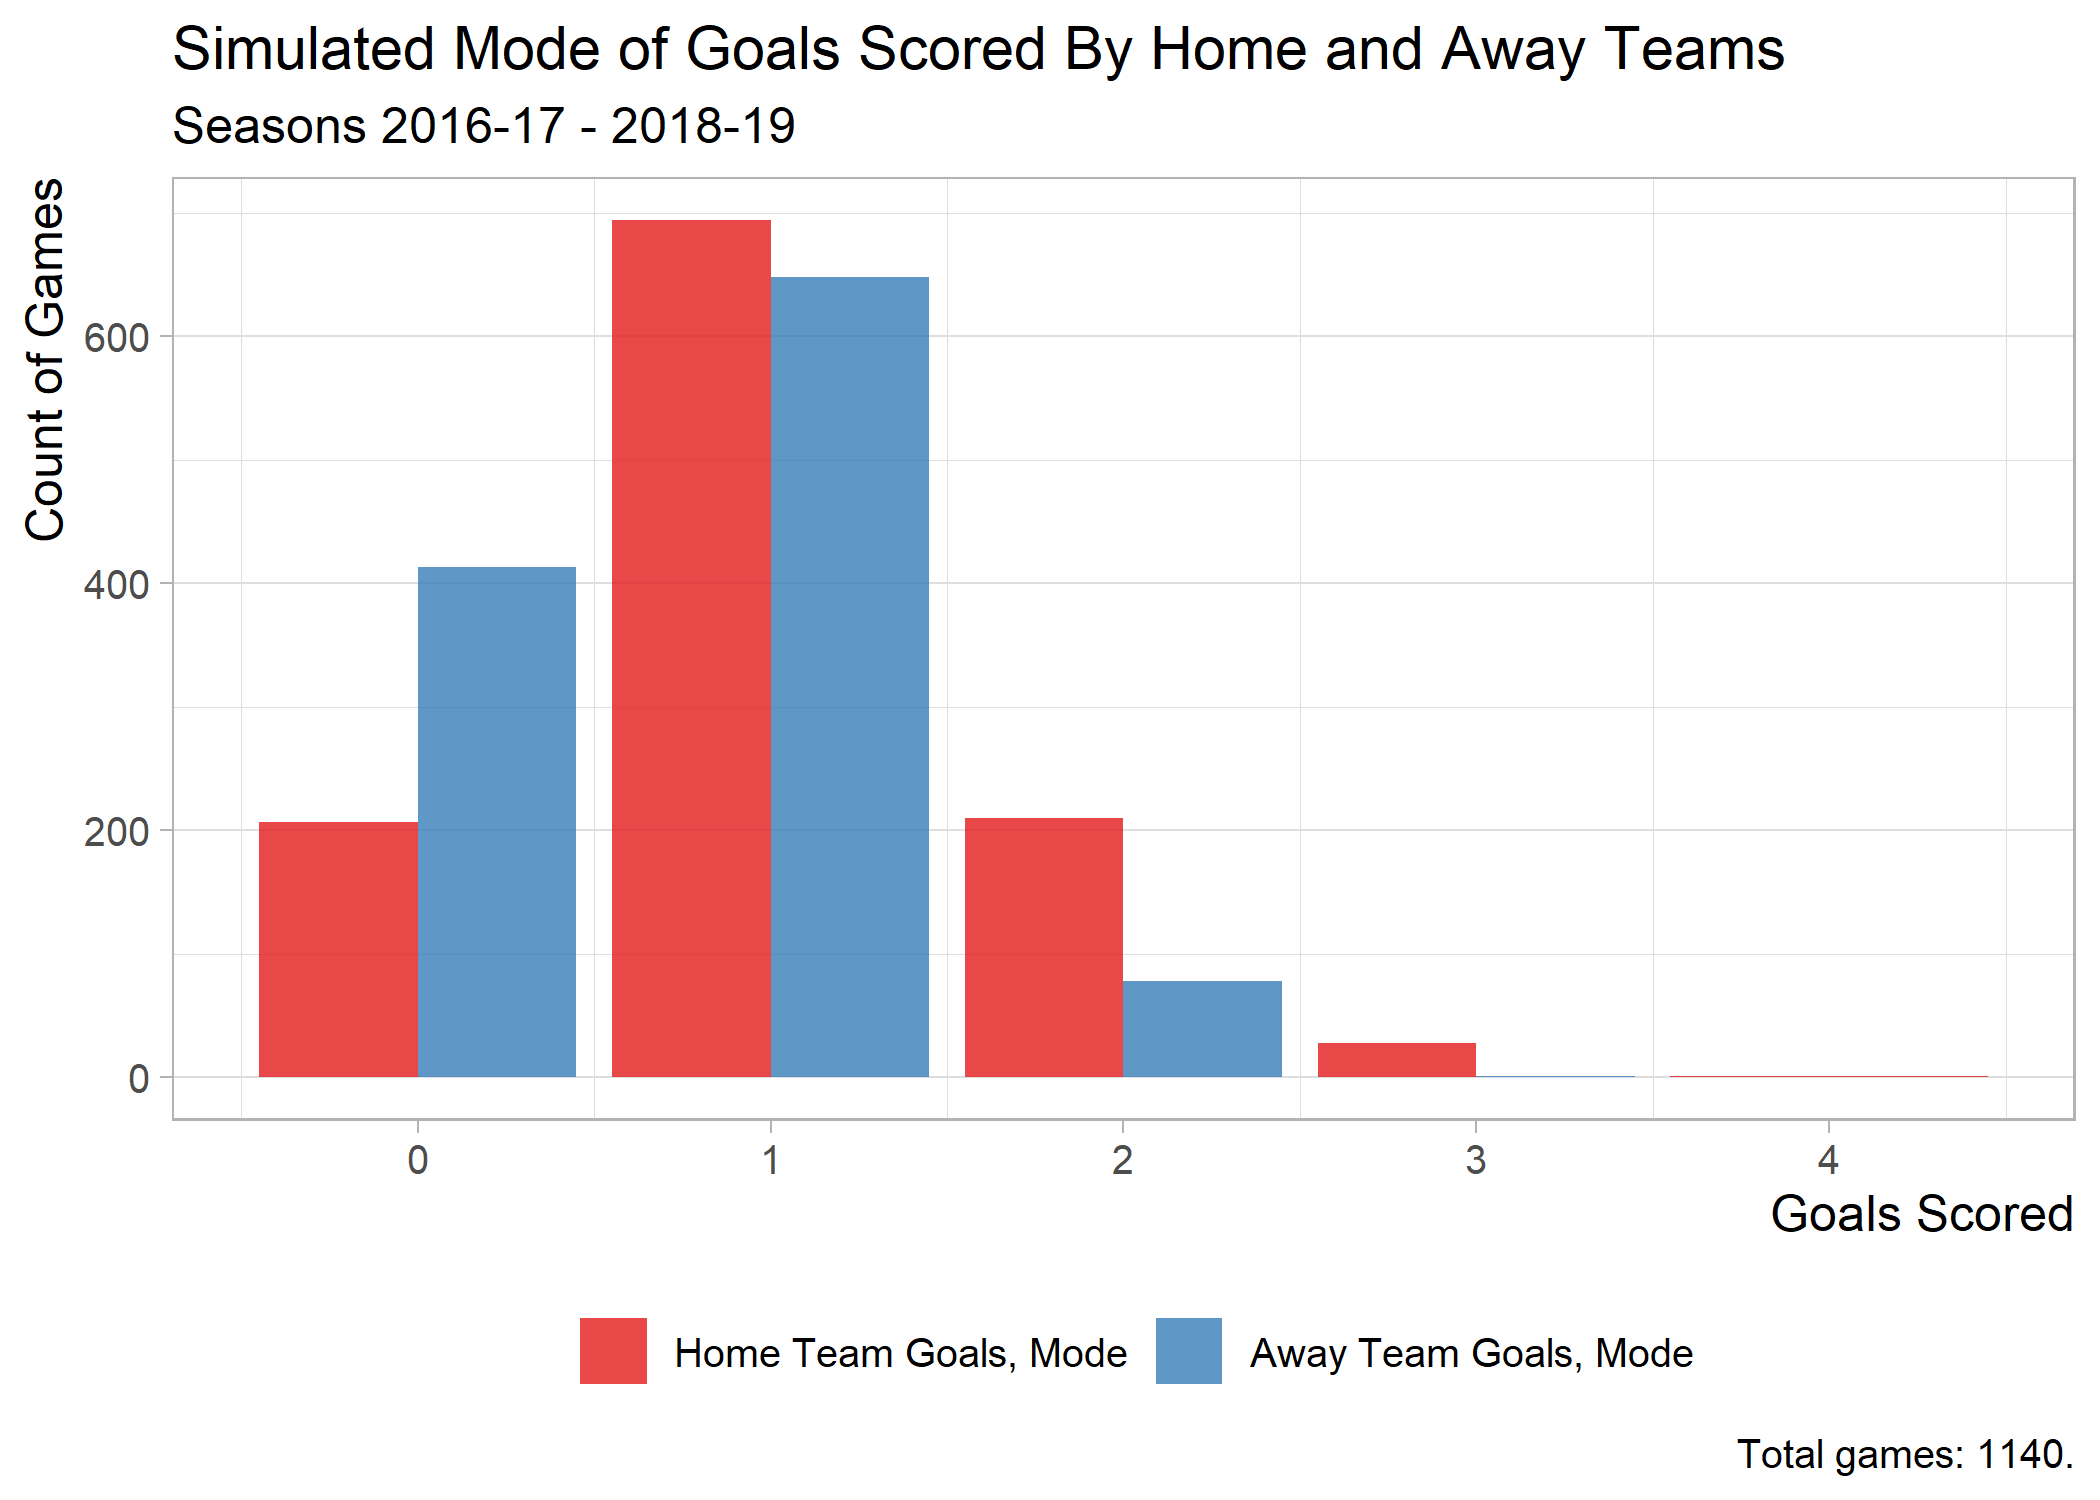 Simulated Mode of Goals Scored By Home and Away Teams
Seasons 2016-17 - 2018-19
Count of Games
600
400
200
0
0 1 2 3 4
Goals Scored
Home Team Goals, Mode Away Team Goals, Mode
Total games: 1140.